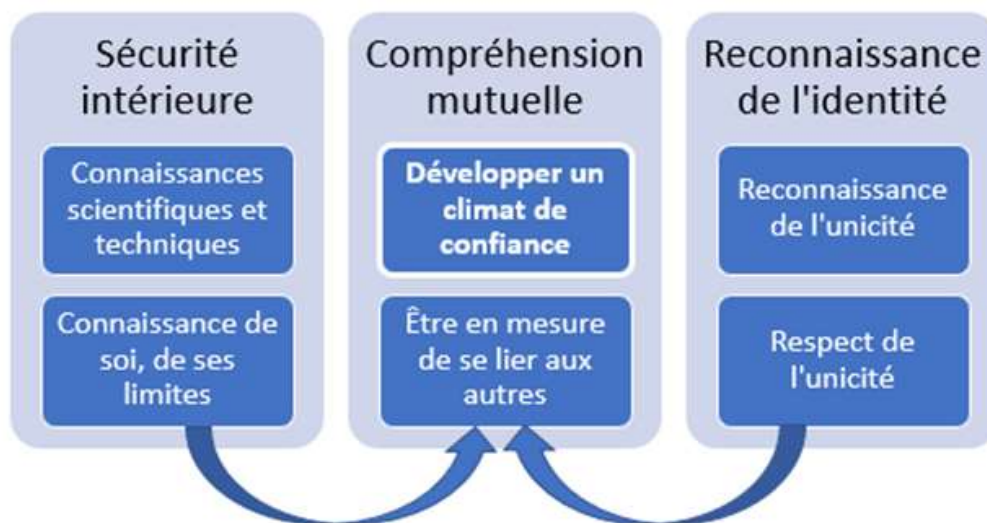 Sécurité
intérieure
Connaissances
scientifiques et
techniques
Connaissance de
soi, de ses
limites
Compréhension
mutuelle
Développer un
climat de
confiance
Être en mesure
de se lier aux
autres
Reconnaissance
de l'identité
Reconnaissance
de l'unicité
Respect de
l'unicité